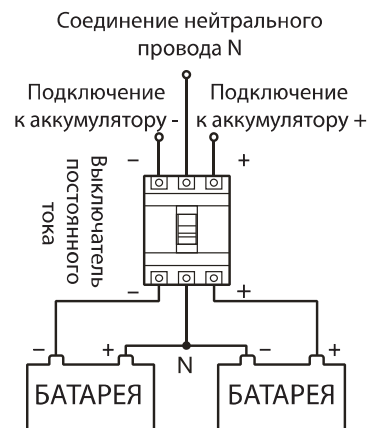 Соединение нейтрального
провода N
Подключение
к аккумулятору -
Подключение
к аккумулятору +
– +
Выключатель
постоянного
тока
– +
– + N – +
БАТАРЕЯ БАТАРЕЯ